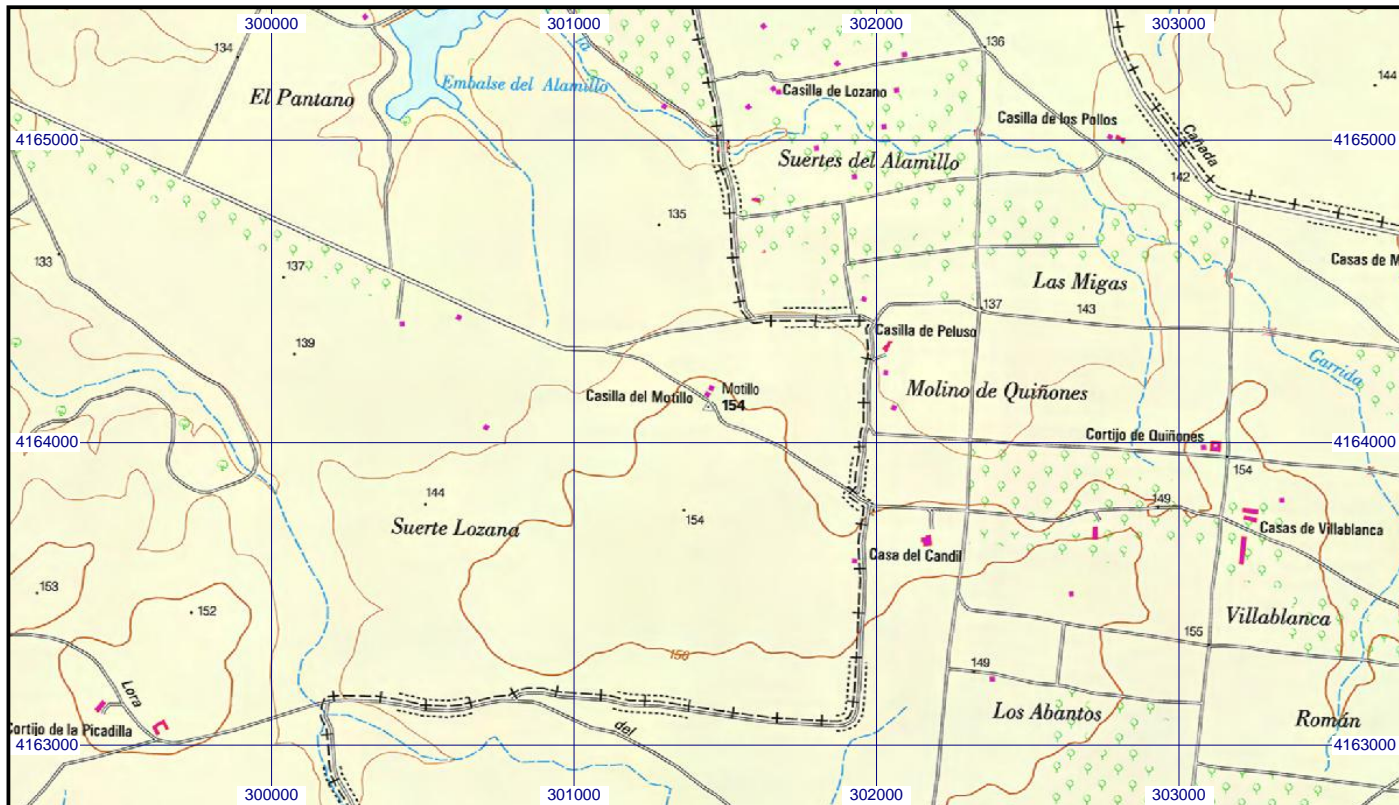 300000
301000
302000
303000
134
136
144
El Pantano
Embalse del Alamillo
Casilla de Lozano
Casilla de los Pollos
Cañada
4165000
4165000
Suertes del Alamillo
142
135
133
137
Casas de M
Las Migas
137
143
139
Casilla de Peluso
Garrida
Casilla del Motillo
Motillo
154
Molino de Quiñones
4164000
Cortijo de Quiñones
4164000
154
144
149
154
Suerte Lozana
Casas de Villablanca
Casa del Candil
153
152
Villablanca
155
150
149
Lora
Los Abantos
Román
Cortijo de la Picadilla
del
4163000
4163000
300000
301000
302000
303000